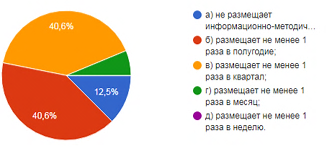 40,6%
40,6%
12,5%
а) не размещает
информационно-методич…
б) размещает не менее 1
раза в полугодие;
в) размещает не менее 1
раза в квартал;
г) размещает не менее 1
раза в месяц;
д) размещает не менее 1
раза в неделю.